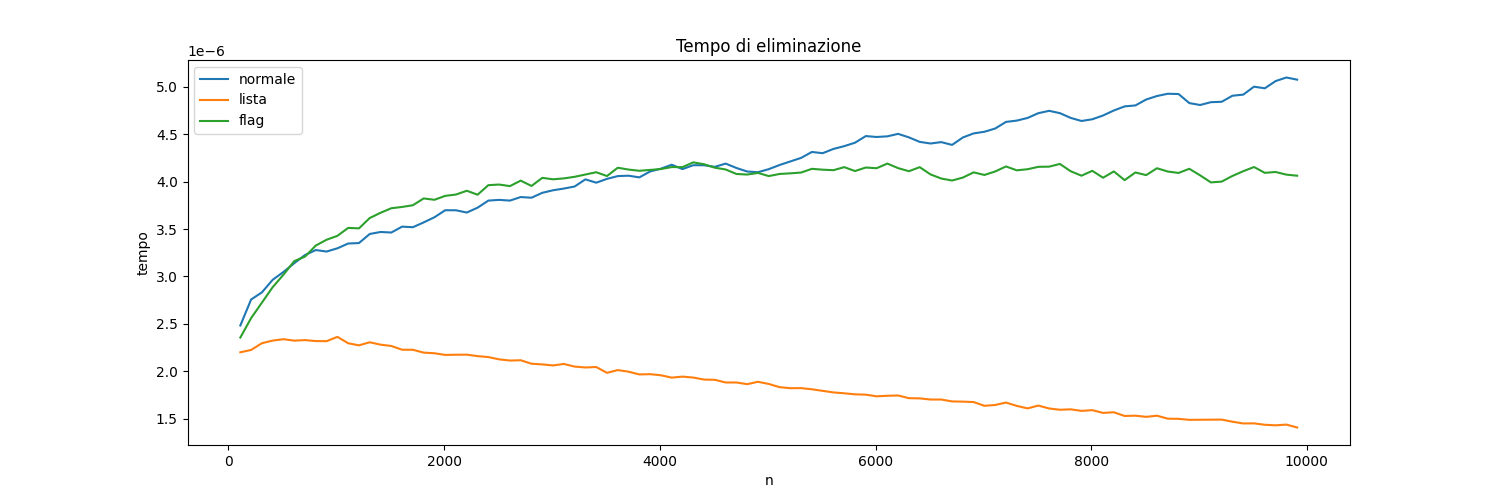 Tempo di eliminazione
1e−6
normale
lista
flag
5.0
4.5
4.0
3.5
3.0
2.5
2.0
1.5
tempo
0 2000 4000 6000 8000 10000
n